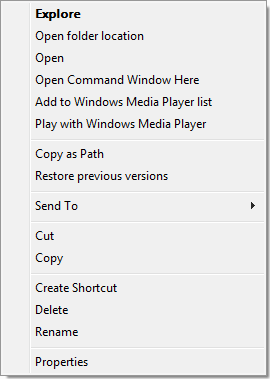 Explore
Open folder location
Open
Open Command Window Here
Add to Windows Media Player list
Play with Windows Media Player
Copy as Path
Restore previous versions
Send To
Cut
Copy
Create Shortcut
Delete
Rename
Properties